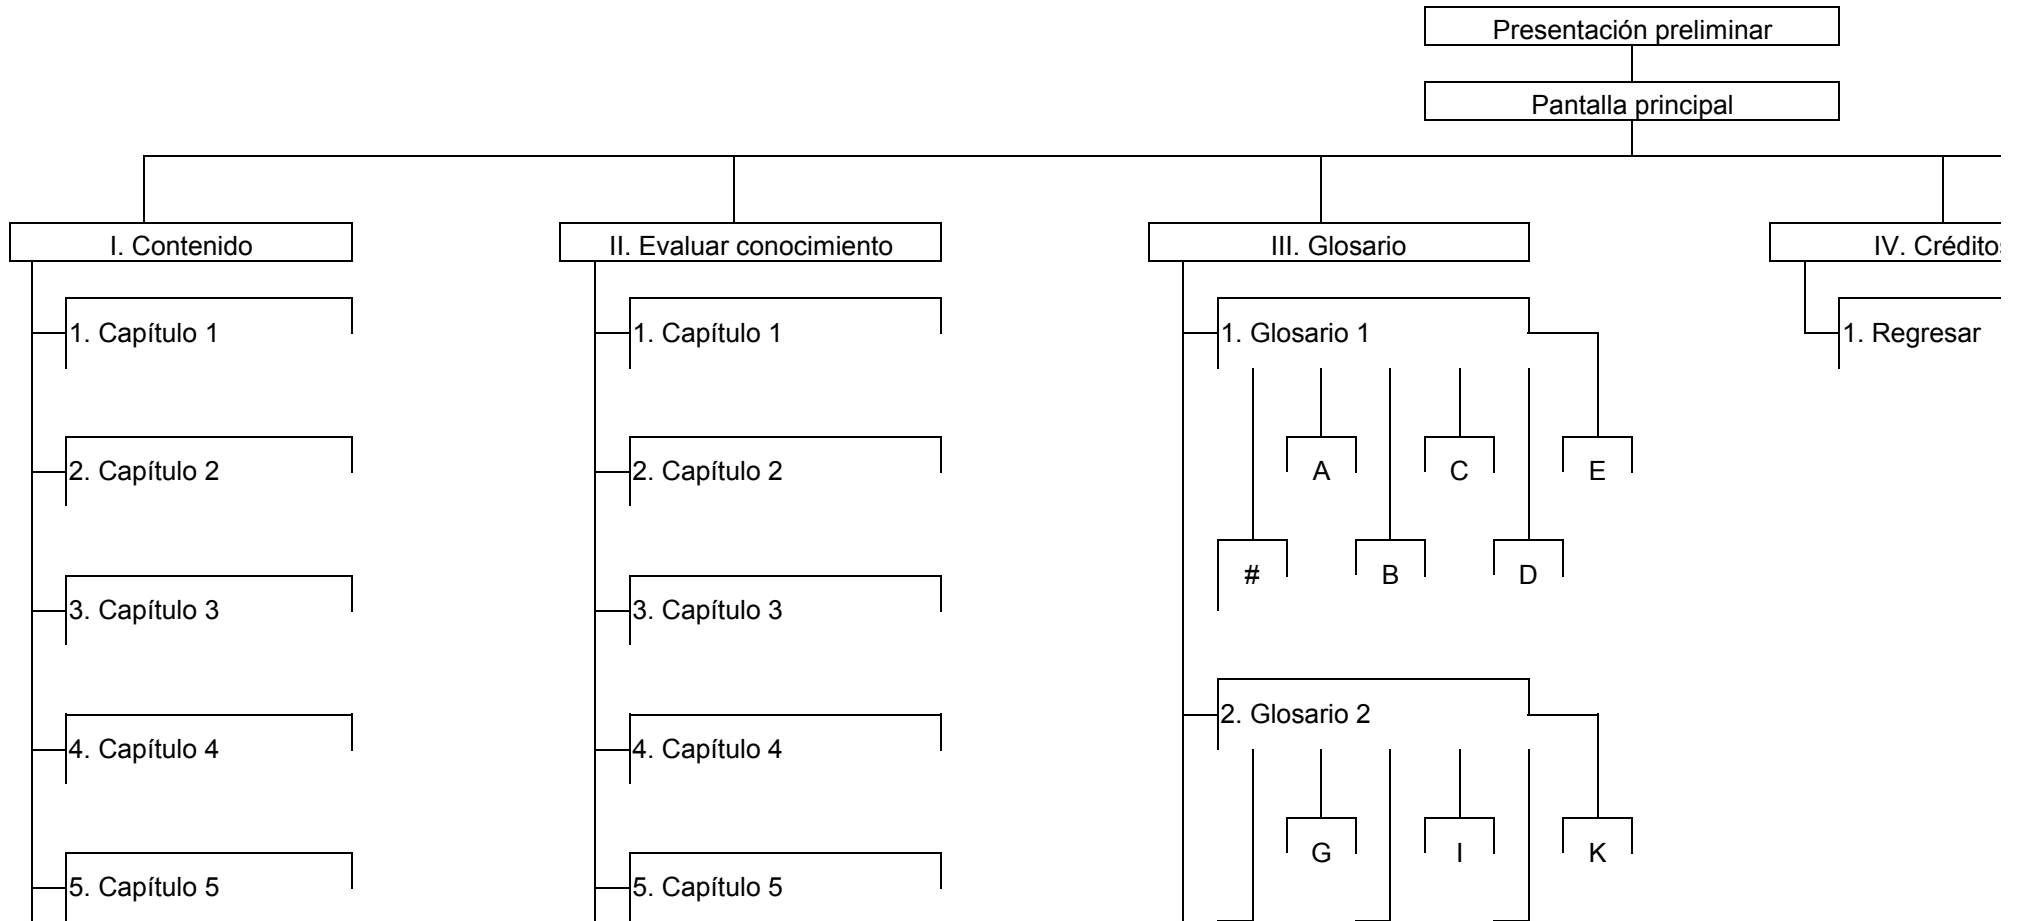 Presentación preliminar
Pantalla principal
I. Contenido
1. Capítulo 1
2. Capítulo 2
3. Capítulo 3
4. Capítulo 4
5. Capítulo 5
II. Evaluar conocimiento
1. Capítulo 1
2. Capítulo 2
3. Capítulo 3
4. Capítulo 4
5. Capítulo 5
III. Glosario
1. Glosario 1
A
C
E
#
B
D
2. Glosario 2
G
I
K
IV. Créditos
1. Regresar